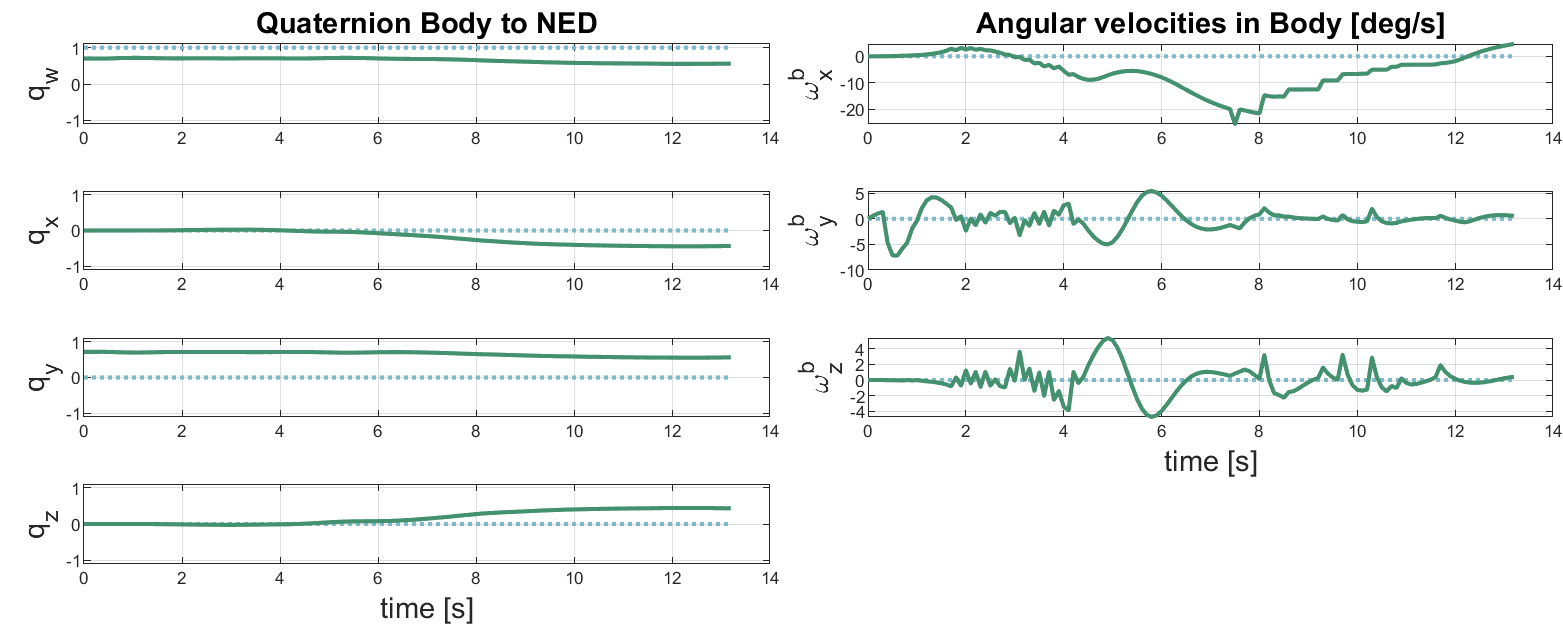 Quaternion Body to NED
q_w
1
0
-1
0 2 4 6 8 10 12 14
q_x
1
0
-1
0 2 4 6 8 10 12 14
q_y
1
0
-1
0 2 4 6 8 10 12 14
q_z
1
0
-1
0 2 4 6 8 10 12 14
time [s]
Angular velocities in Body [deg/s]
ω_x^b
0
-10
-20
0 2 4 6 8 10 12 14
ω_y^b
5
0
-5
-10
0 2 4 6 8 10 12 14
ω_z^b
4
2
0
-2
-4
0 2 4 6 8 10 12 14
time [s]